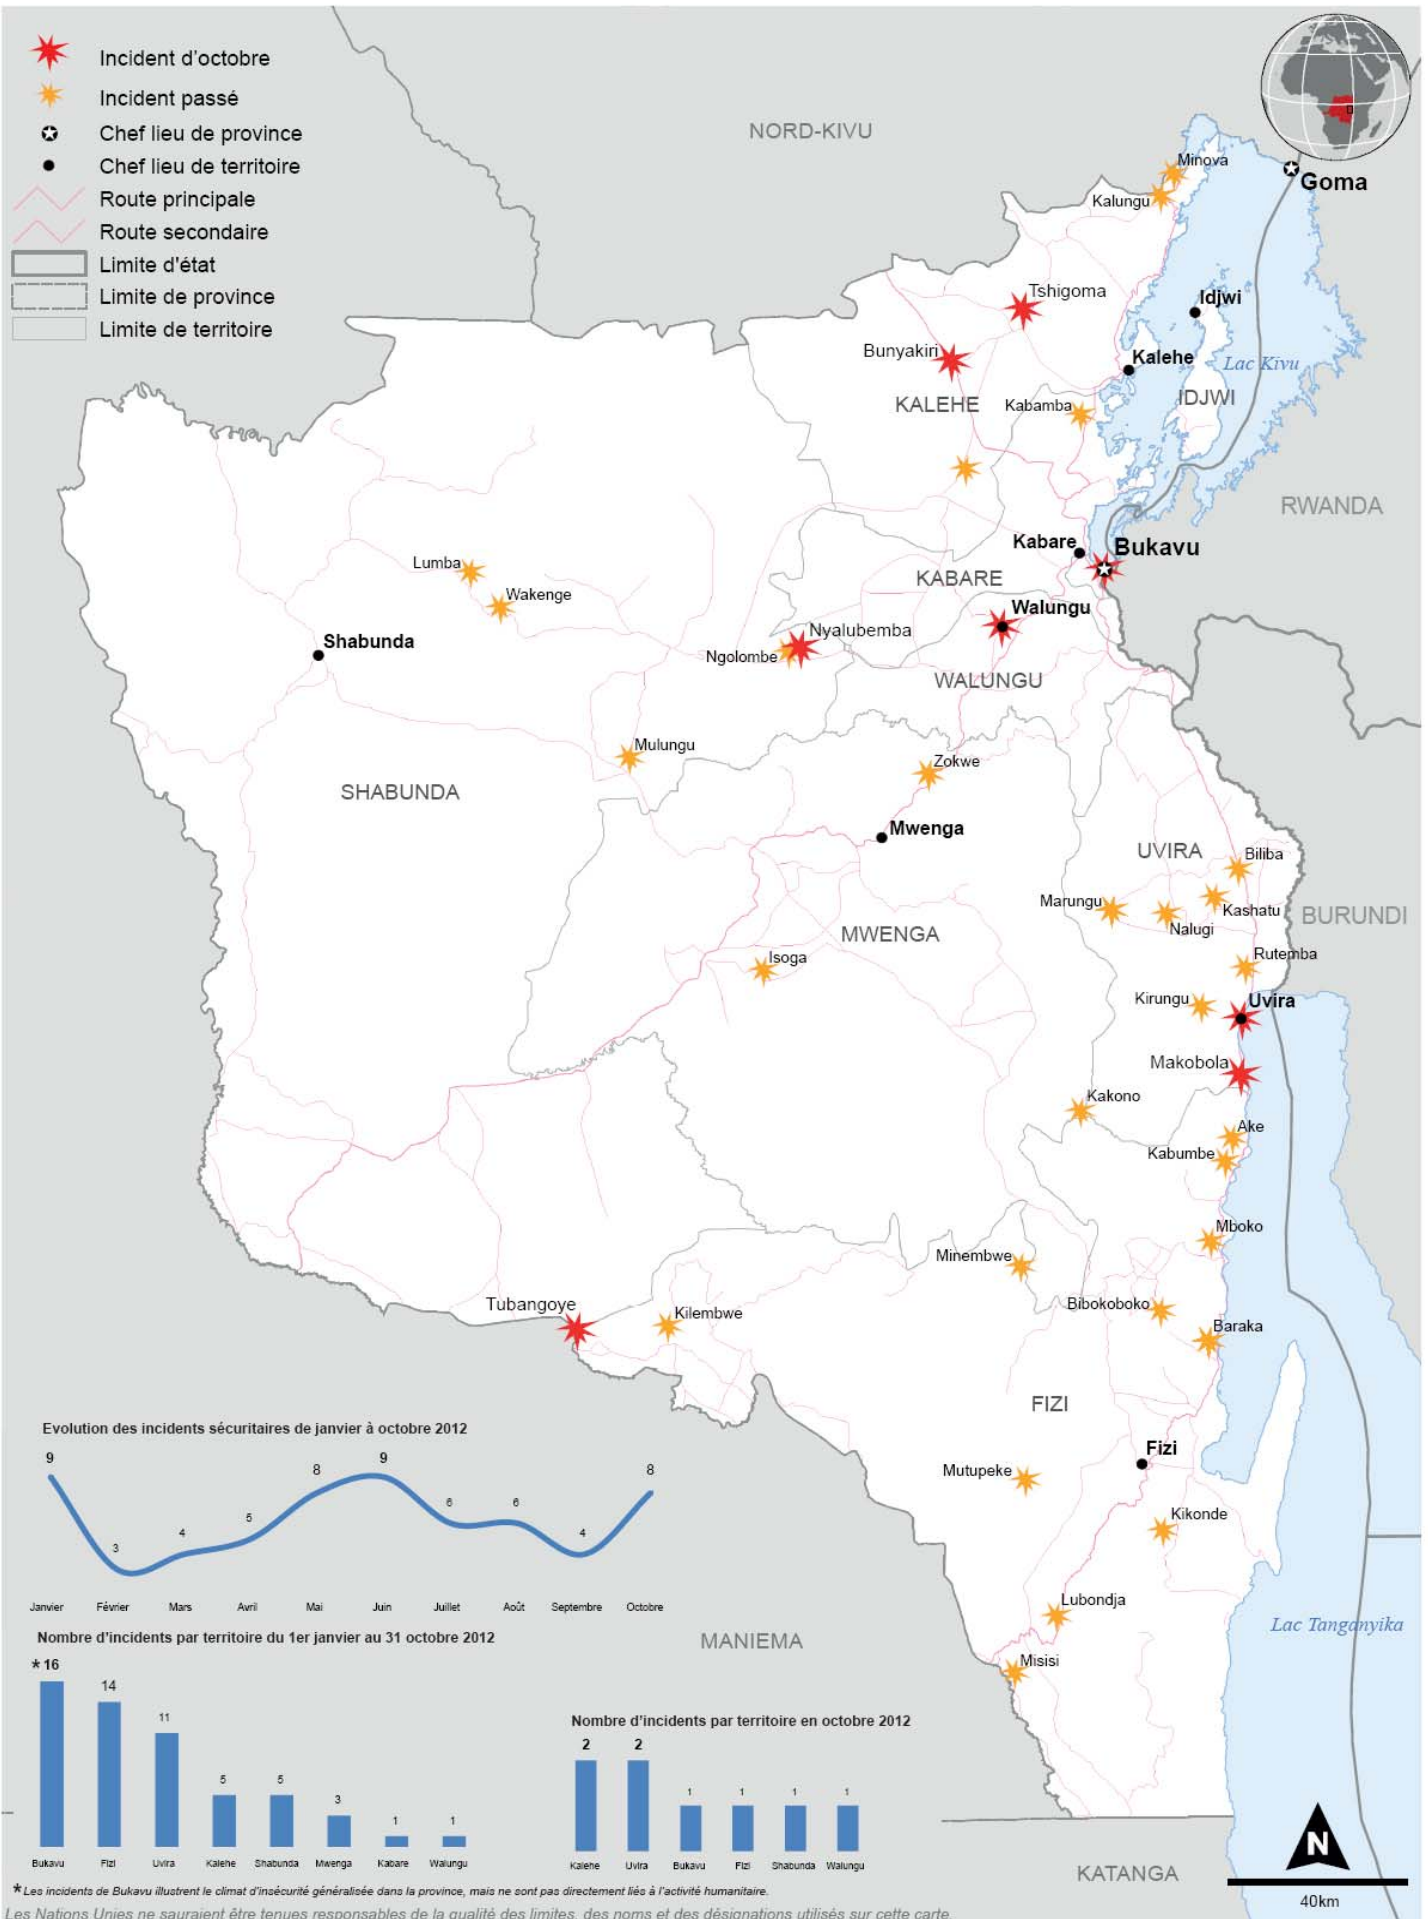 Incident d'octobre
Incident passé
Chef lieu de province
Chef lieu de territoire
Route principale
Route secondaire
Limite d'état
Limite de province
Limite de territoire
NORD-KIVU
Minova
Goma
Kalungu
Tshigoma
Idjwi
Bunyakiri
Kalehe
Lac Kivu
KALEHE
Kabamba
IDJWI
RWANDA
Kabare
Bukavu
Lumba
KABARE
Wakenge
Walungu
Nyalubemba
Shabunda
Ngolombe
WALUNGU
Mulungu
Zokwe
SHABUNDA
Mwenga
UVIRA
Biliba
Marungu
Kashatu
BURUNDI
Nalugi
MWENGA
Isoga
Rutemba
Kirungu
Uvira
Makobola
Kakono
Ake
Kabumbe
Mboko
Minembwe
Tubangoye
Kilembwe
Bibokoboko
Baraka
FIZI
Fizi
Mutupeke
Kikonde
Lubondja
Lac Tanganyika
MANIEMA
Misisi
KATANGA
N
40km
Evolution des incidents sécuritaires de janvier à octobre 2012
9 3 4 5 8 9 6 6 4 8
Janvier Février Mars Avril Mai Juin Juillet Août Septembre Octobre
Nombre d'incidents par territoire du 1er janvier au 31 octobre 2012
*16 14 11 5 5 3 1 1
Bukavu Fizi Uvira Kalehe Shabunda Mwenga Kabare Walungu
Nombre d'incidents par territoire en octobre 2012
2 2 1 1 1 1
Kalehe Uvira Bukavu Fizi Shabunda Walungu
*Les incidents de Bukavu illustrent le climat d'insécurité généralisée dans la province, mais ne sont pas directement liés à l'activité humanitaire.
Les Nations Unies ne sauraient être tenues responsables de la qualité des limites, des noms et des désignations utilisés sur cette carte.